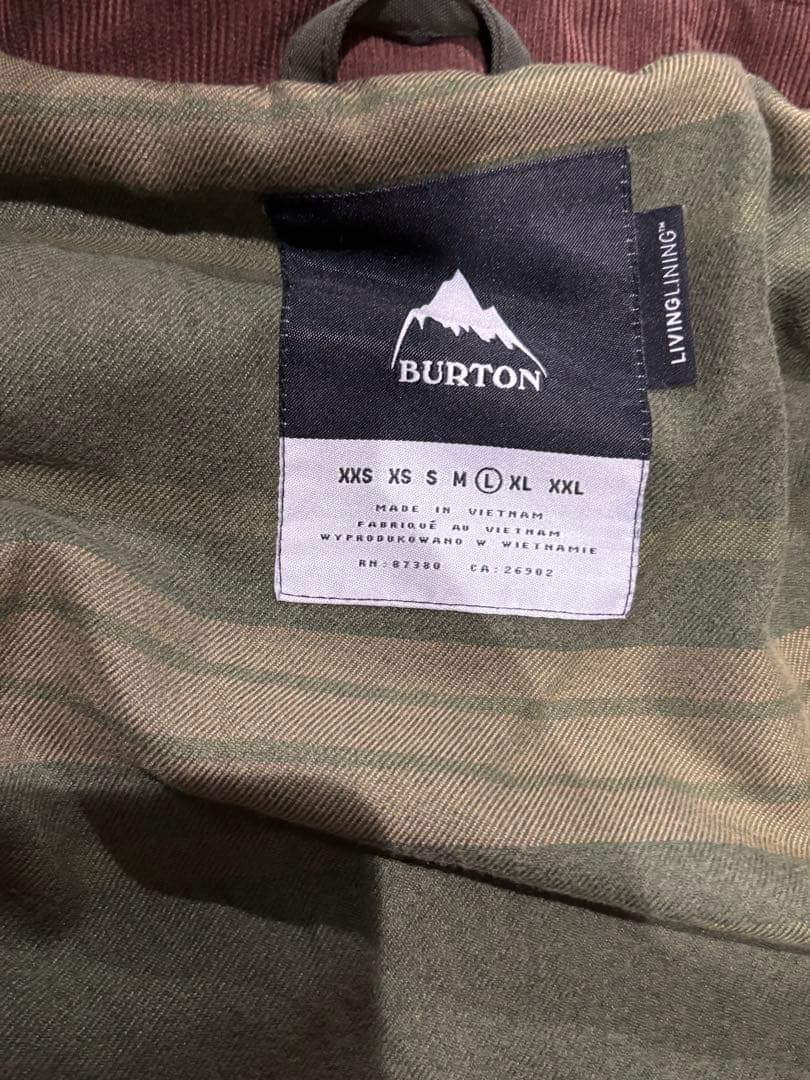 BURTON
LIVINGLINING™
XXS XS S M L XL XXL
MADE IN VIETNAM
FABRIQUÉ AU VIETNAM
WYPRODUKOWANO W WIETNAMIE
RN:87380 CA:26902